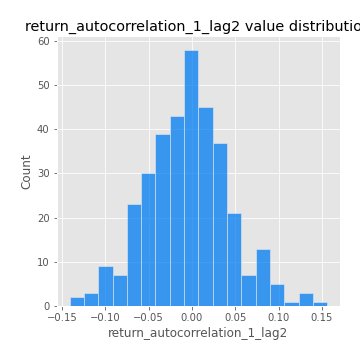 return_autocorrelation_1_lag2 value distributio
60
50
40
30
20
10
0
Count
−0.15 −0.10 −0.05 0.00 0.05 0.10 0.15
return_autocorrelation_1_lag2